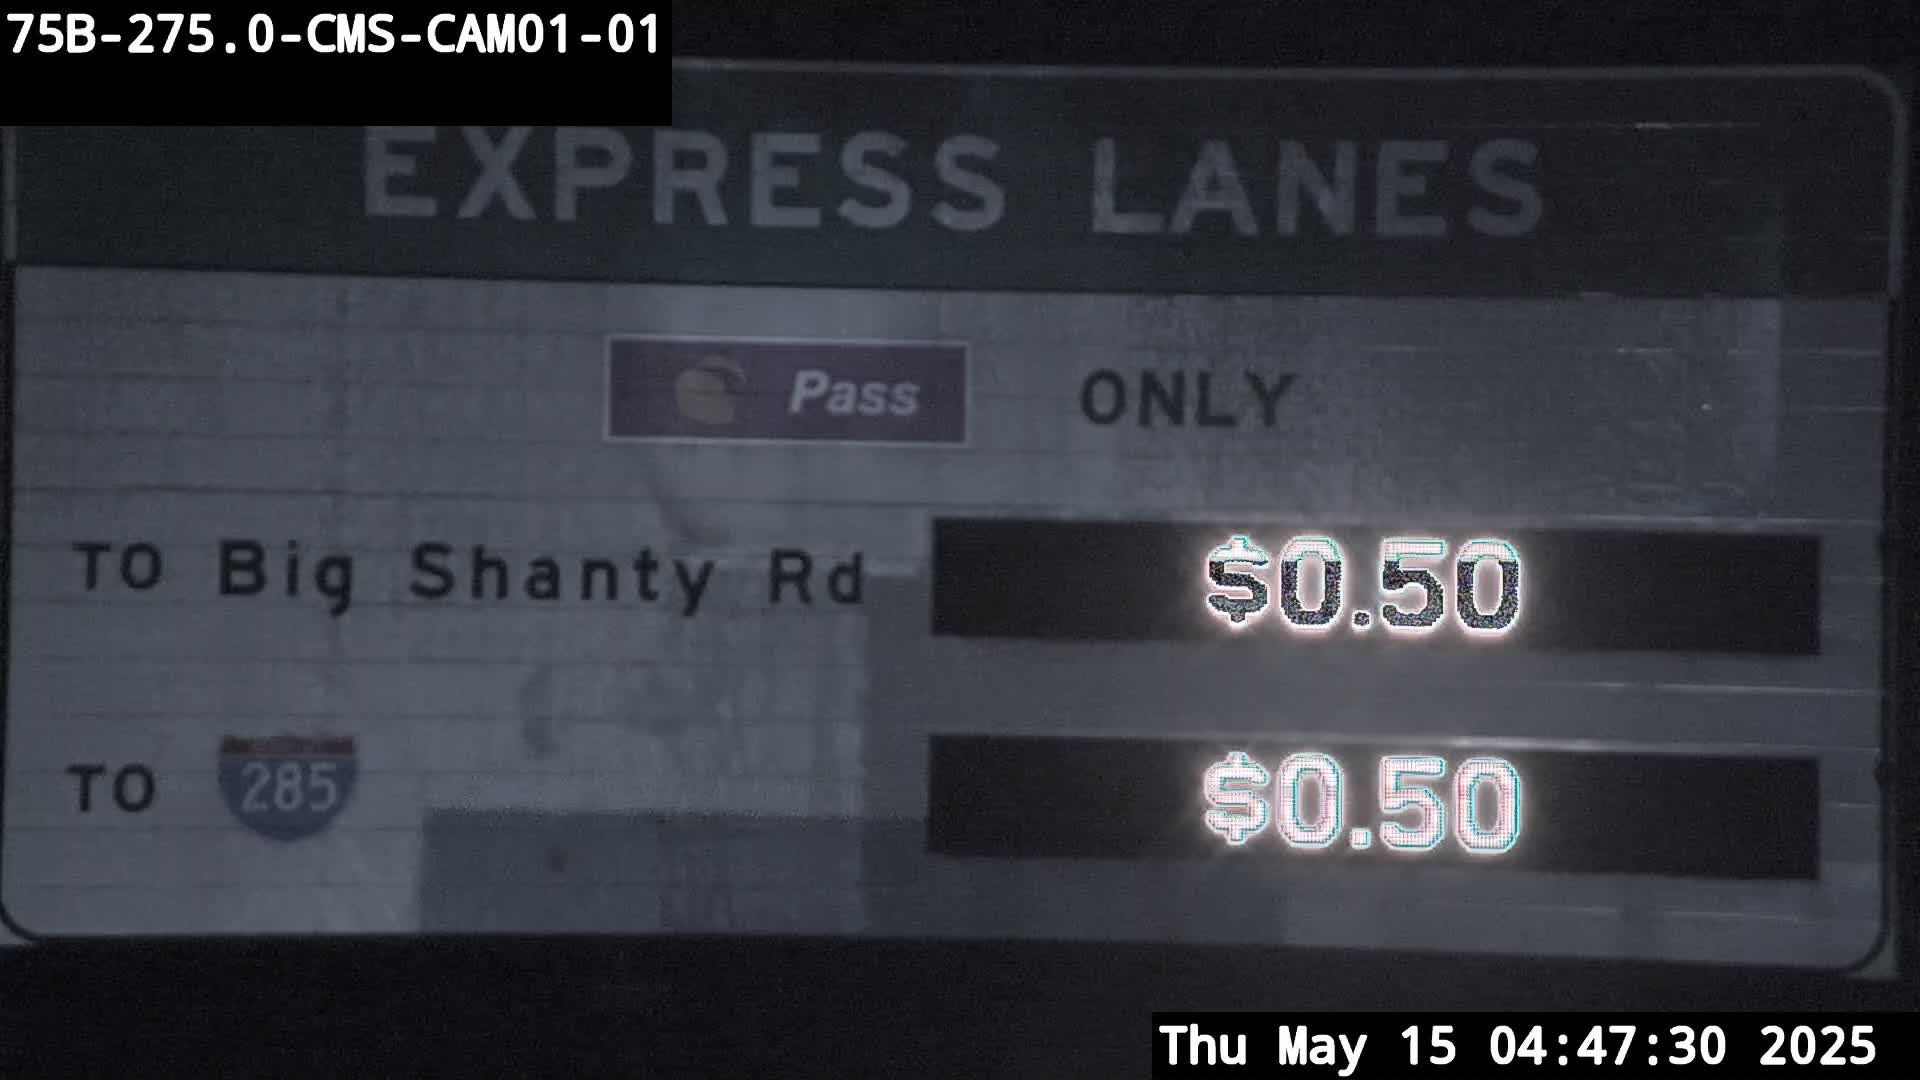 75B-275.0-CMS-CAM01-01
EXPRESS LANES
Pass ONLY
TO Big Shanty Rd $0.50
TO 285 $0.50
Thu May 15 04:47:30 2025